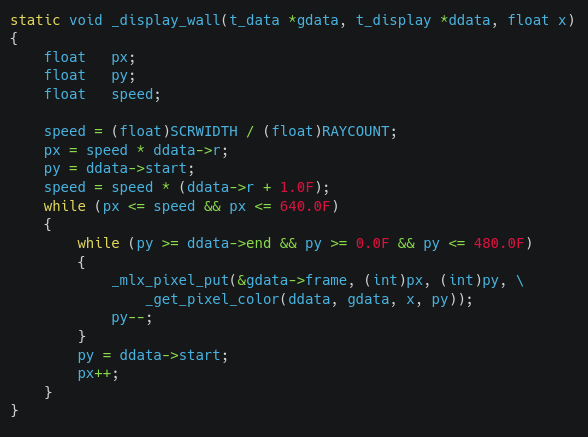 static void _display_wall(t_data *gdata, t_display *ddata, float x)
{
    float   px;
    float   py;
    float   speed;

    speed = (float)SCRWIDTH / (float)RAYCOUNT;
    px = speed * ddata->r;
    py = ddata->start;
    speed = speed * (ddata->r + 1.0F);
    while (px <= speed && px <= 640.0F)
    {
        while (py >= ddata->end && py >= 0.0F && py <= 480.0F)
        {
            _mlx_pixel_put(&gdata->frame, (int)px, (int)py, \
                _get_pixel_color(ddata, gdata, x, py));
            py--;
        }
        py = ddata->start;
        px++;
    }
}